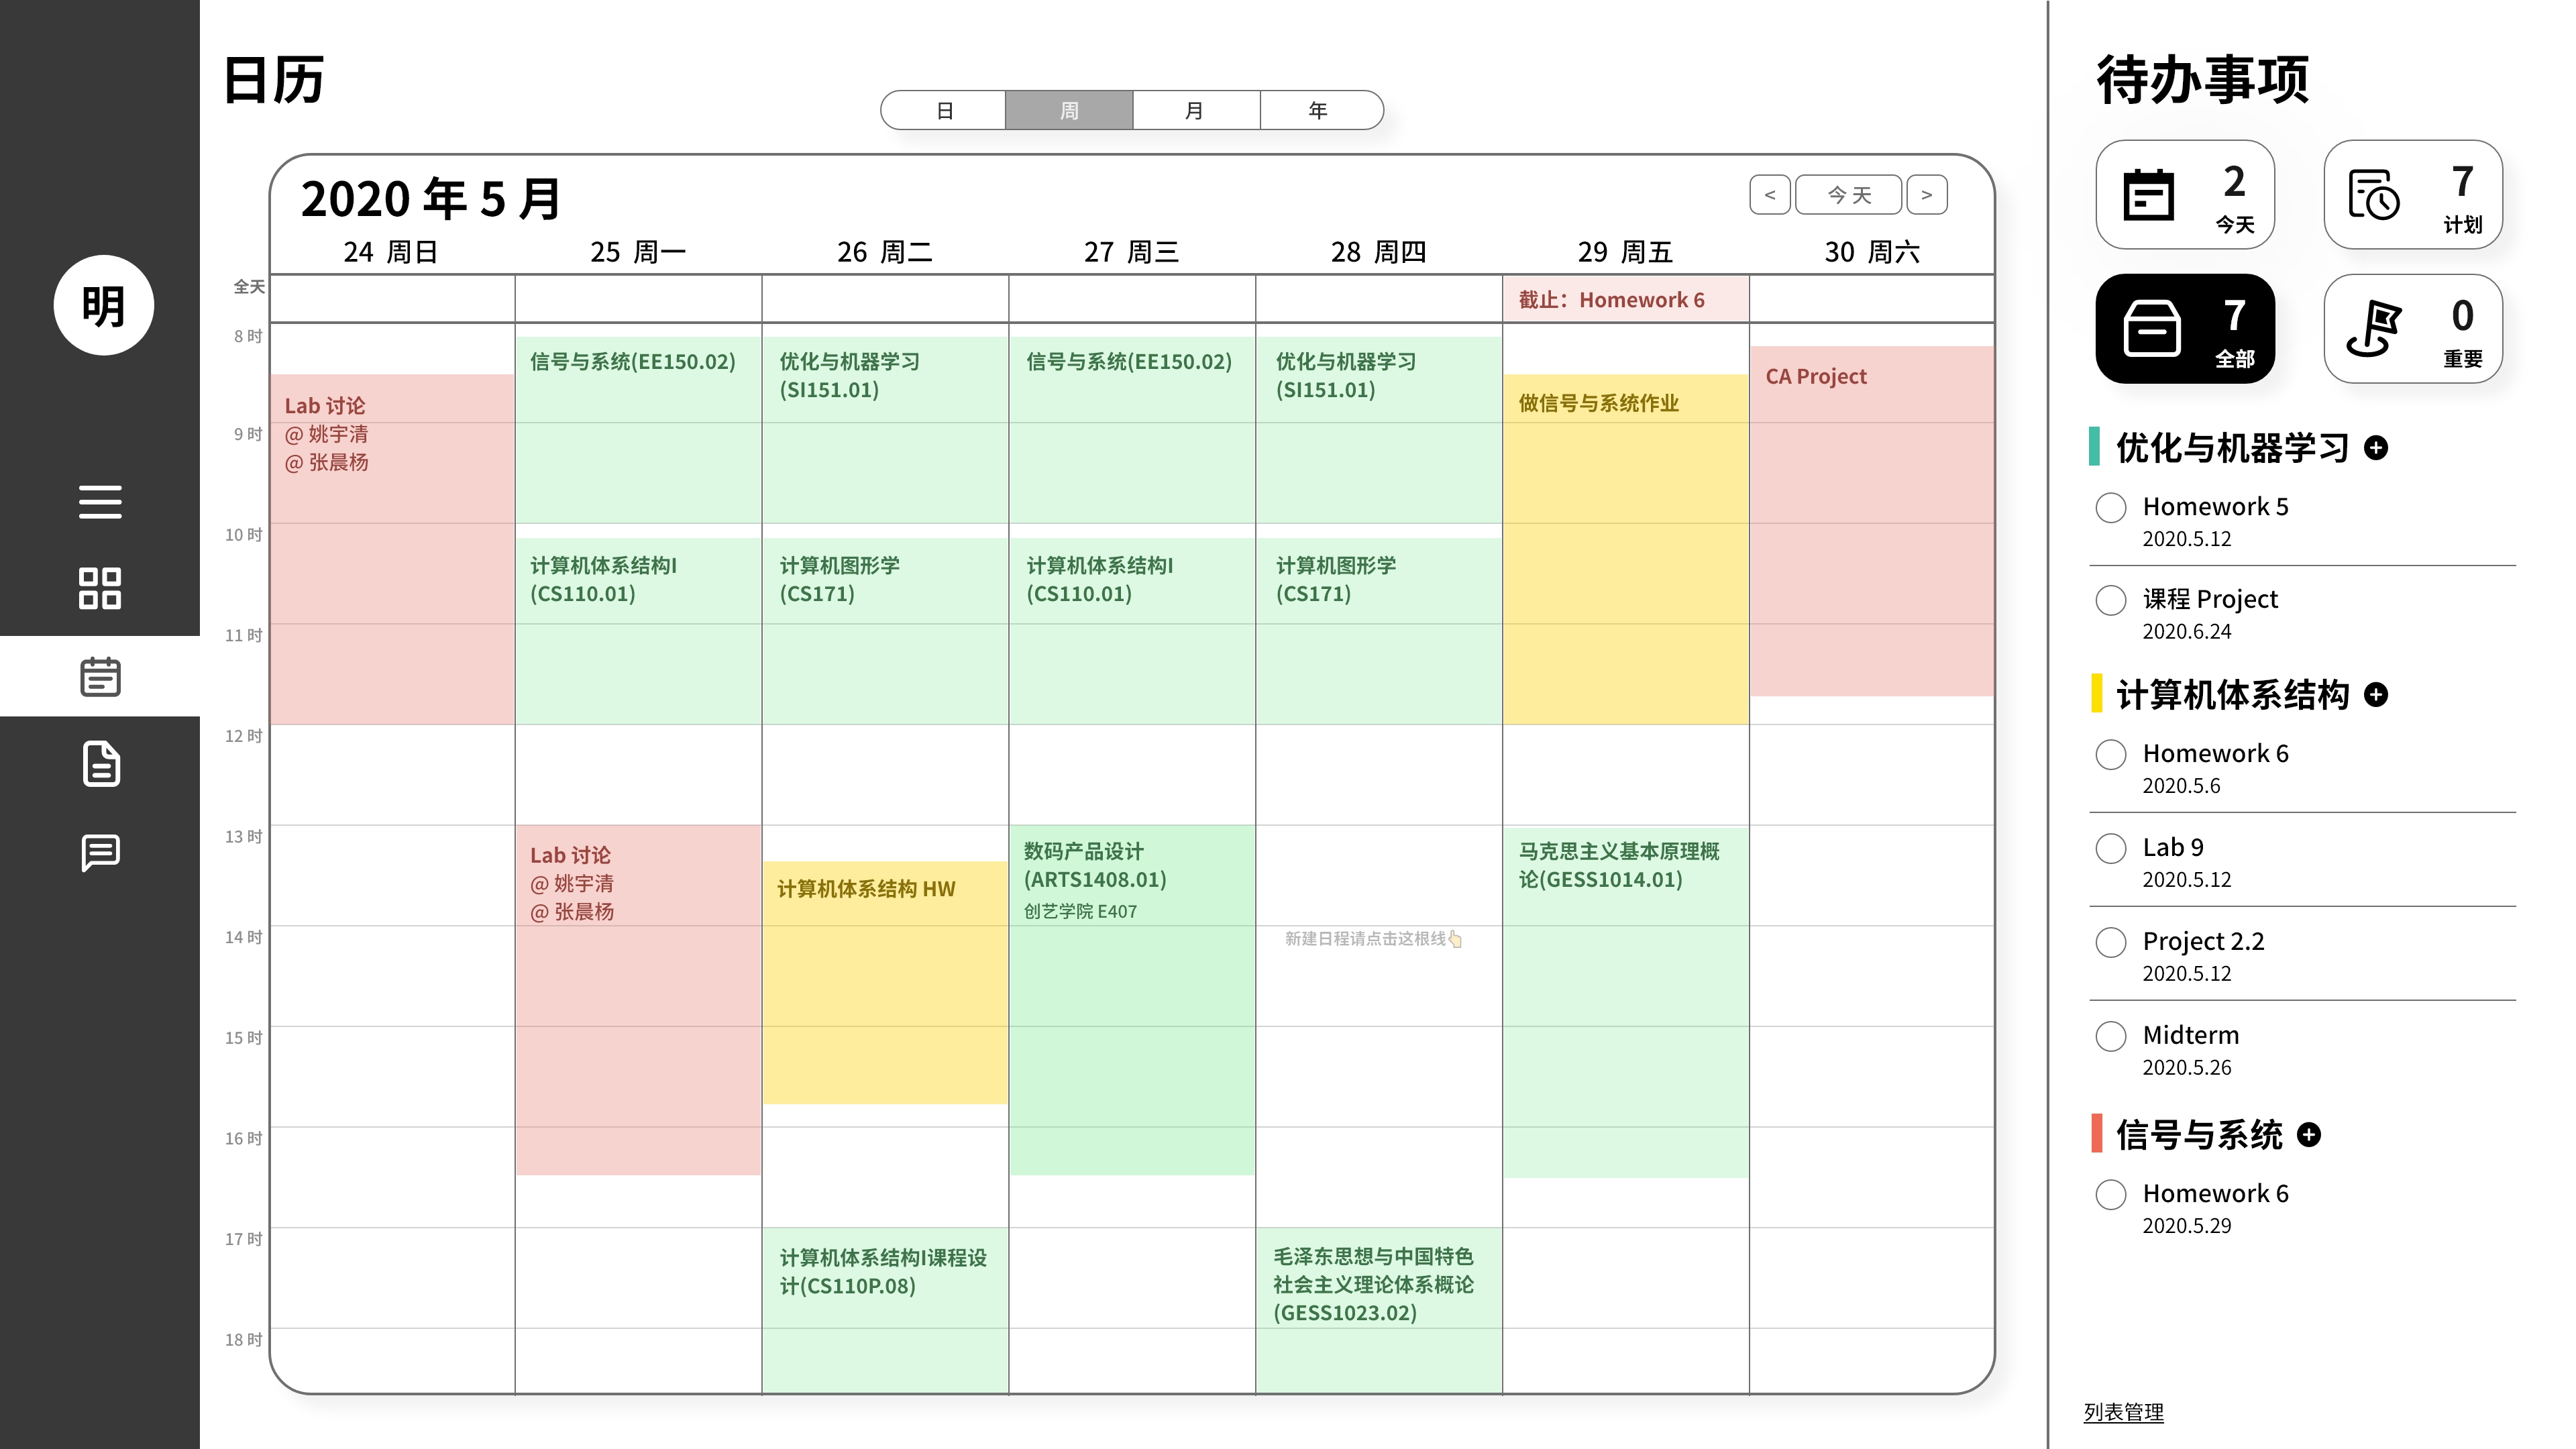 日历
日
周
月
年
明
2020 年 5 月
<
今 天
>
24 周日
25 周一
26 周二
27 周三
28 周四
29 周五
30 周六
全天
截止：Homework 6
8 时
9 时
10 时
11 时
12 时
13 时
14 时
15 时
16 时
17 时
18 时
Lab 讨论
@ 姚宇清
@ 张晨杨
信号与系统(EE150.02)
计算机体系结构I
(CS110.01)
Lab 讨论
@ 姚宇清
@ 张晨杨
优化与机器学习
(SI151.01)
计算机图形学
(CS171)
计算机体系结构 HW
计算机体系结构I课程设
计(CS110P.08)
信号与系统(EE150.02)
计算机体系结构I
(CS110.01)
数码产品设计
(ARTS1408.01)
创艺学院 E407
优化与机器学习
(SI151.01)
计算机图形学
(CS171)
新建日程请点击这根线👆
毛泽东思想与中国特色
社会主义理论体系概论
(GESS1023.02)
做信号与系统作业
马克思主义基本原理概
论(GESS1014.01)
CA Project
待办事项
2
今天
7
计划
7
全部
0
重要
优化与机器学习
Homework 5
2020.5.12
课程 Project
2020.6.24
计算机体系结构
Homework 6
2020.5.6
Lab 9
2020.5.12
Project 2.2
2020.5.12
Midterm
2020.5.26
信号与系统
Homework 6
2020.5.29
列表管理